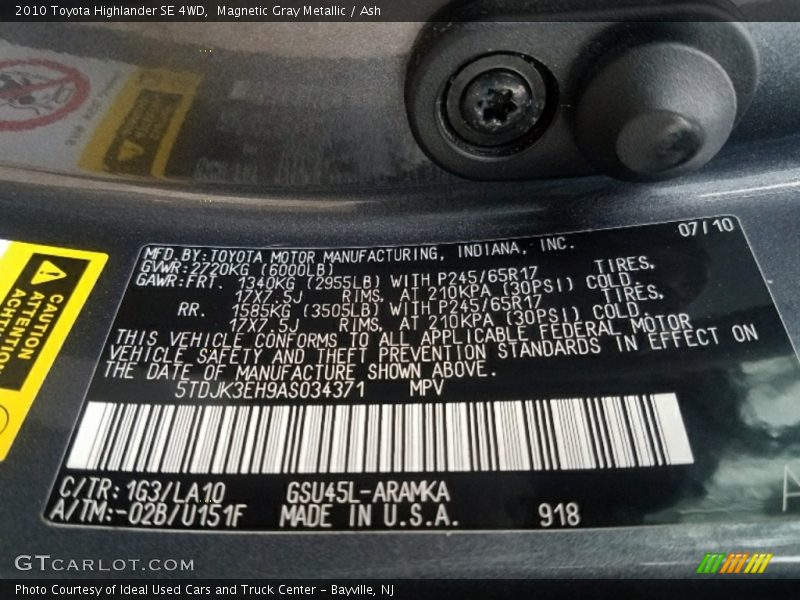 2010 Toyota Highlander SE 4WD, Magnetic Gray Metallic / Ash
07/10
MFD.BY:TOYOTA MOTOR MANUFACTURING, INDIANA, INC.
GVWR:2720KG (6000LB)
GAWR:FRT. 1340KG (2955LB) WITH P245/65R17 TIRES,
17X7.5J RIMS, AT 210KPA (30PSI) COLD.
RR. 1585KG (3505LB) WITH P245/65R17 TIRES,
17X7.5J RIMS, AT 210KPA (30PSI) COLD.
THIS VEHICLE CONFORMS TO ALL APPLICABLE FEDERAL MOTOR
VEHICLE SAFETY AND THEFT PREVENTION STANDARDS IN EFFECT ON
THE DATE OF MANUFACTURE SHOWN ABOVE.
5TDJK3EH9AS034371 MPV
C/TR:1G3/LA10 GSU45L-ARAMKA
A/TM:-02B/U151F MADE IN U.S.A. 918
CAUTION
ATTENTION
GTCARLOT.COM
Photo Courtesy of Ideal Used Cars and Truck Center - Bayville, NJ